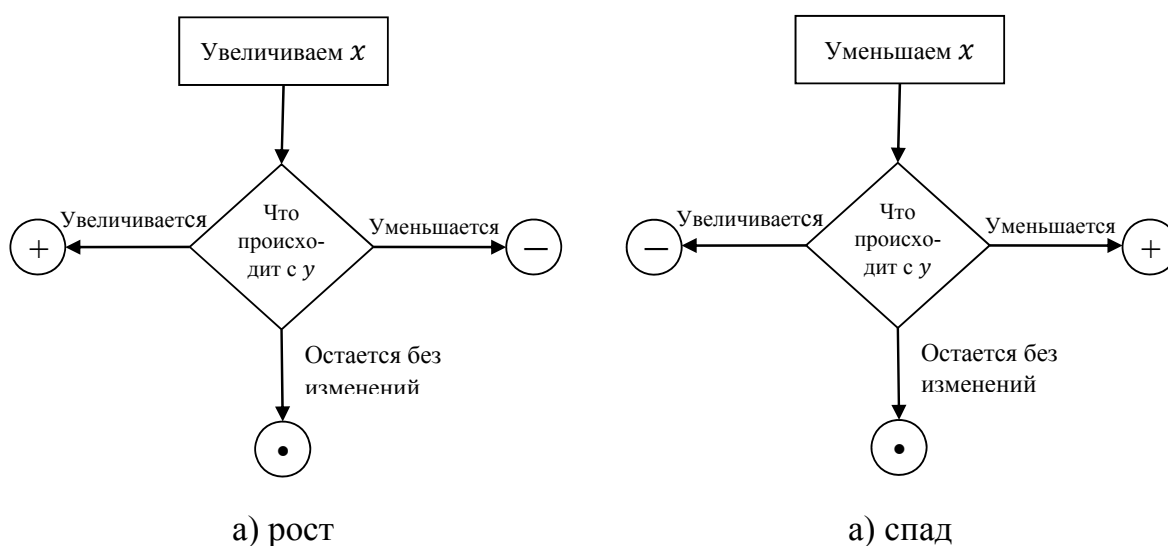 Увеличиваем x
Увеличивается
Что
происхо-
дит с y
Уменьшается
+
−
Остается без
изменений
•
а) рост
Уменьшаем x
Увеличивается
Что
происхо-
дит с y
Уменьшается
−
+
Остается без
изменений
•
а) спад